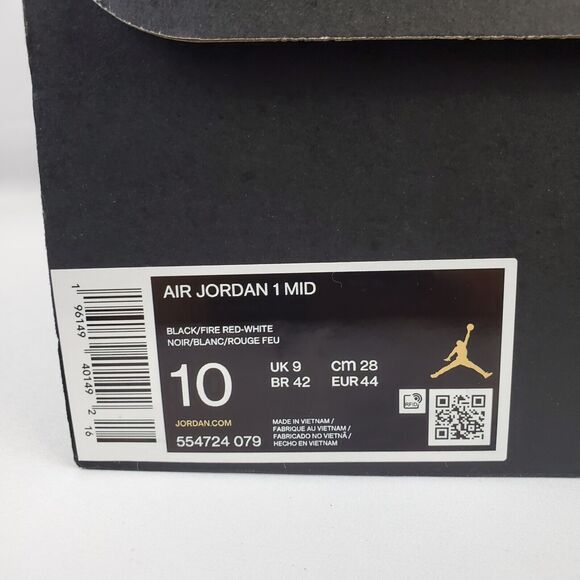 AIR JORDAN 1 MID
BLACK/FIRE RED-WHITE
NOIR/BLANC/ROUGE FEU
10
UK 9 CM 28
BR 42 EUR 44
JORDAN.COM
554724 079
MADE IN VIETNAM /
FABRIQUE AU VIETNAM /
FABRICADO NO VIETNÃ /
HECHO EN VIETNAM
RFID
1 96149 40149 2 16